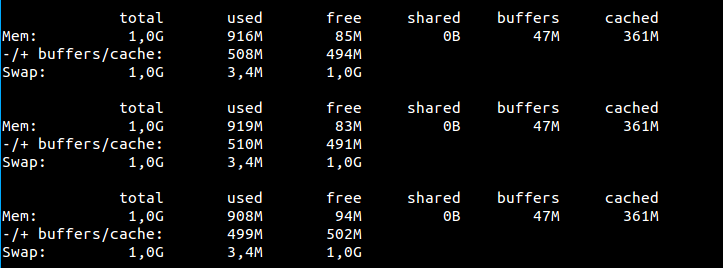 total used free shared buffers cached
Mem: 1,0G 916M 85M 0B 47M 361M
-/+ buffers/cache: 508M 494M
Swap: 1,0G 3,4M 1,0G
total used free shared buffers cached
Mem: 1,0G 919M 83M 0B 47M 361M
-/+ buffers/cache: 510M 491M
Swap: 1,0G 3,4M 1,0G
total used free shared buffers cached
Mem: 1,0G 908M 94M 0B 47M 361M
-/+ buffers/cache: 499M 502M
Swap: 1,0G 3,4M 1,0G